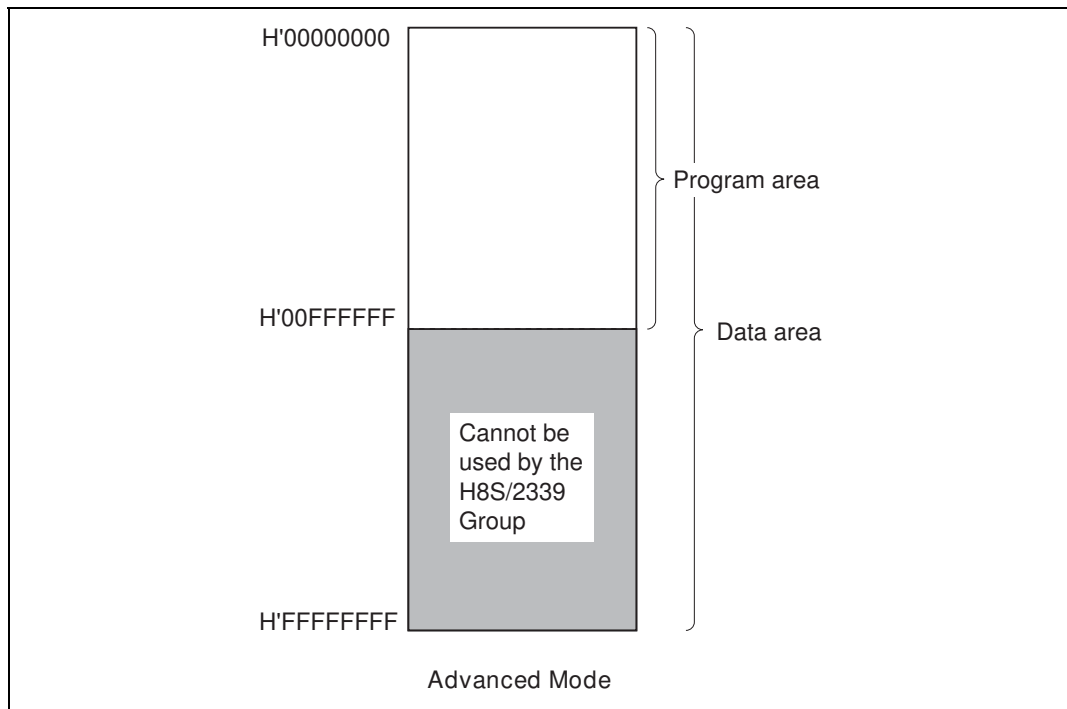 H'00000000
Program area
H'00FFFFFF
Data area
Cannot be
used by the
H8S/2339
Group
H'FFFFFFFF
Advanced Mode